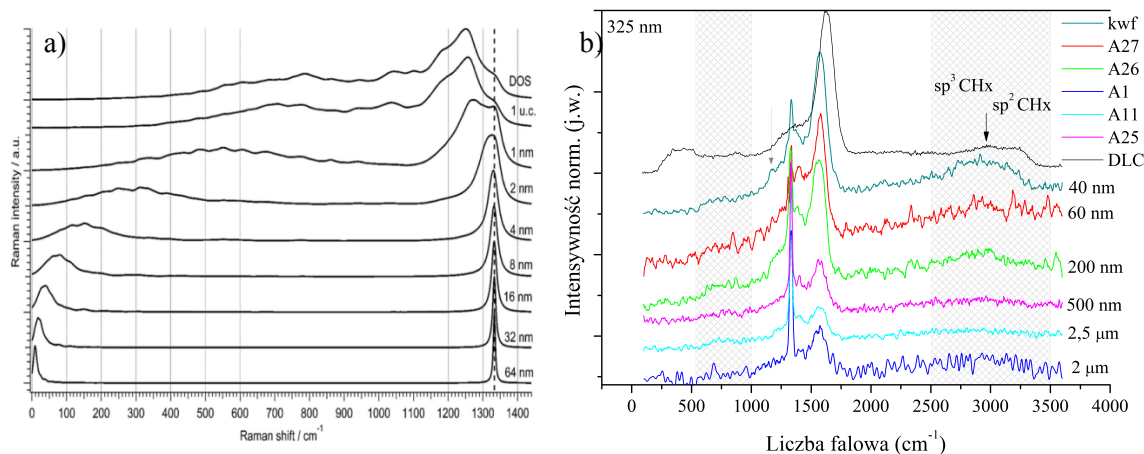 a)
DOS
1 u.c.
1 nm
2 nm
4 nm
8 nm
16 nm
32 nm
64 nm
Raman intensity / a.u.
0 100 200 300 400 500 600 700 800 900 1000 1100 1200 1300 1400
Raman shift / cm⁻¹
b)
325 nm
kwf
A27
A26
A1
A11
A25
DLC
sp³ CHx
sp² CHx
40 nm
60 nm
200 nm
500 nm
2,5 µm
2 µm
Intensywność norm. (j.w.)
0 500 1000 1500 2000 2500 3000 3500 4000
Liczba falowa (cm⁻¹)